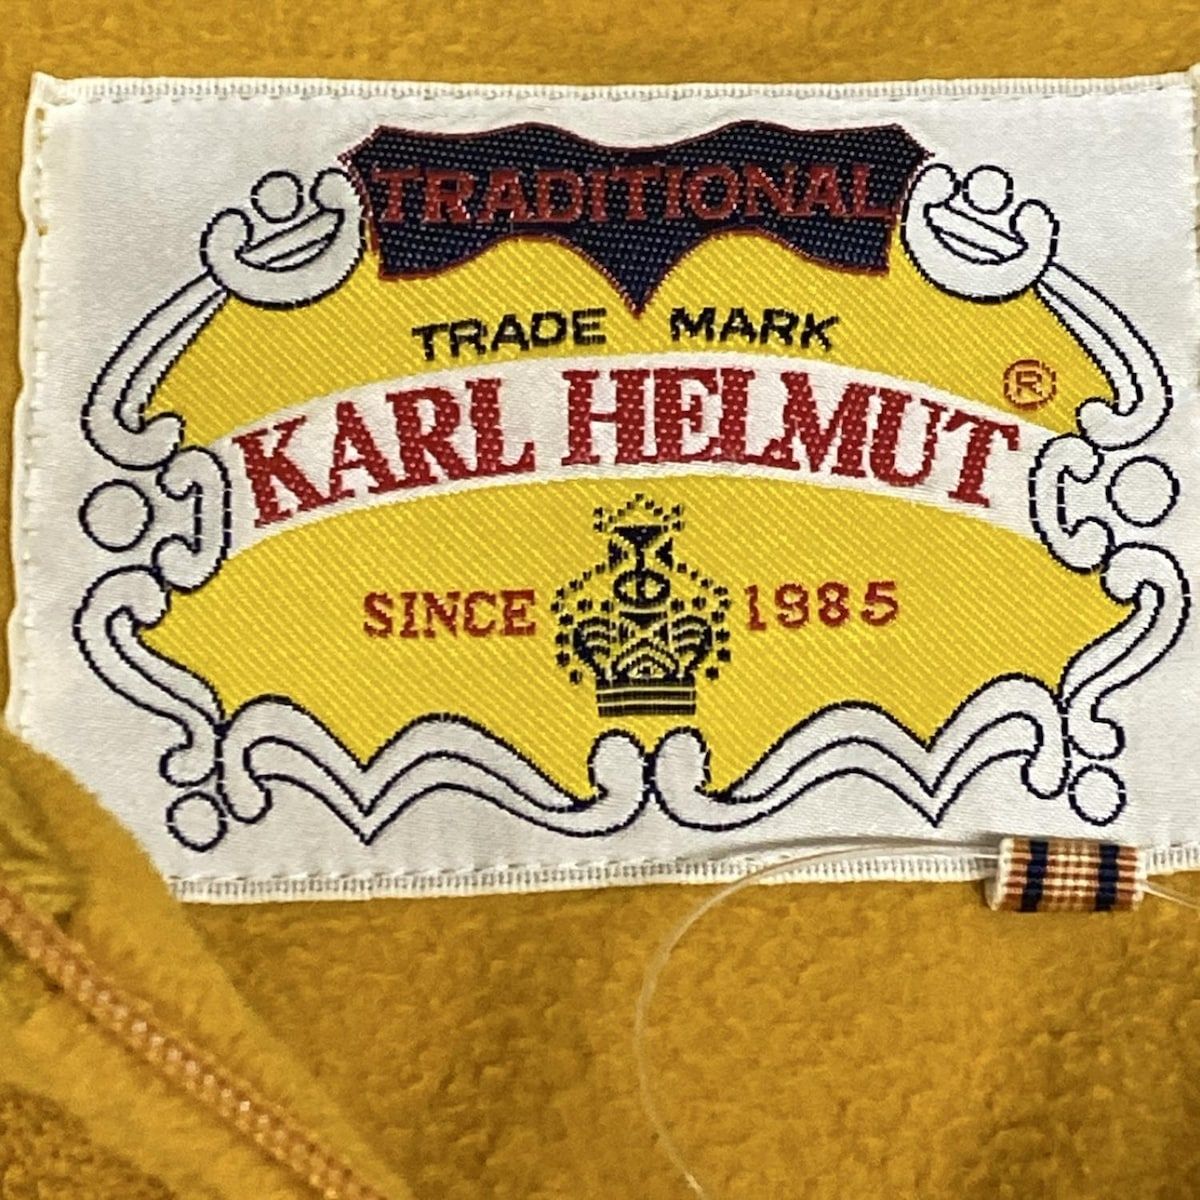 TRADITIONAL
TRADE MARK
KARL HELMUT ®
SINCE 1985